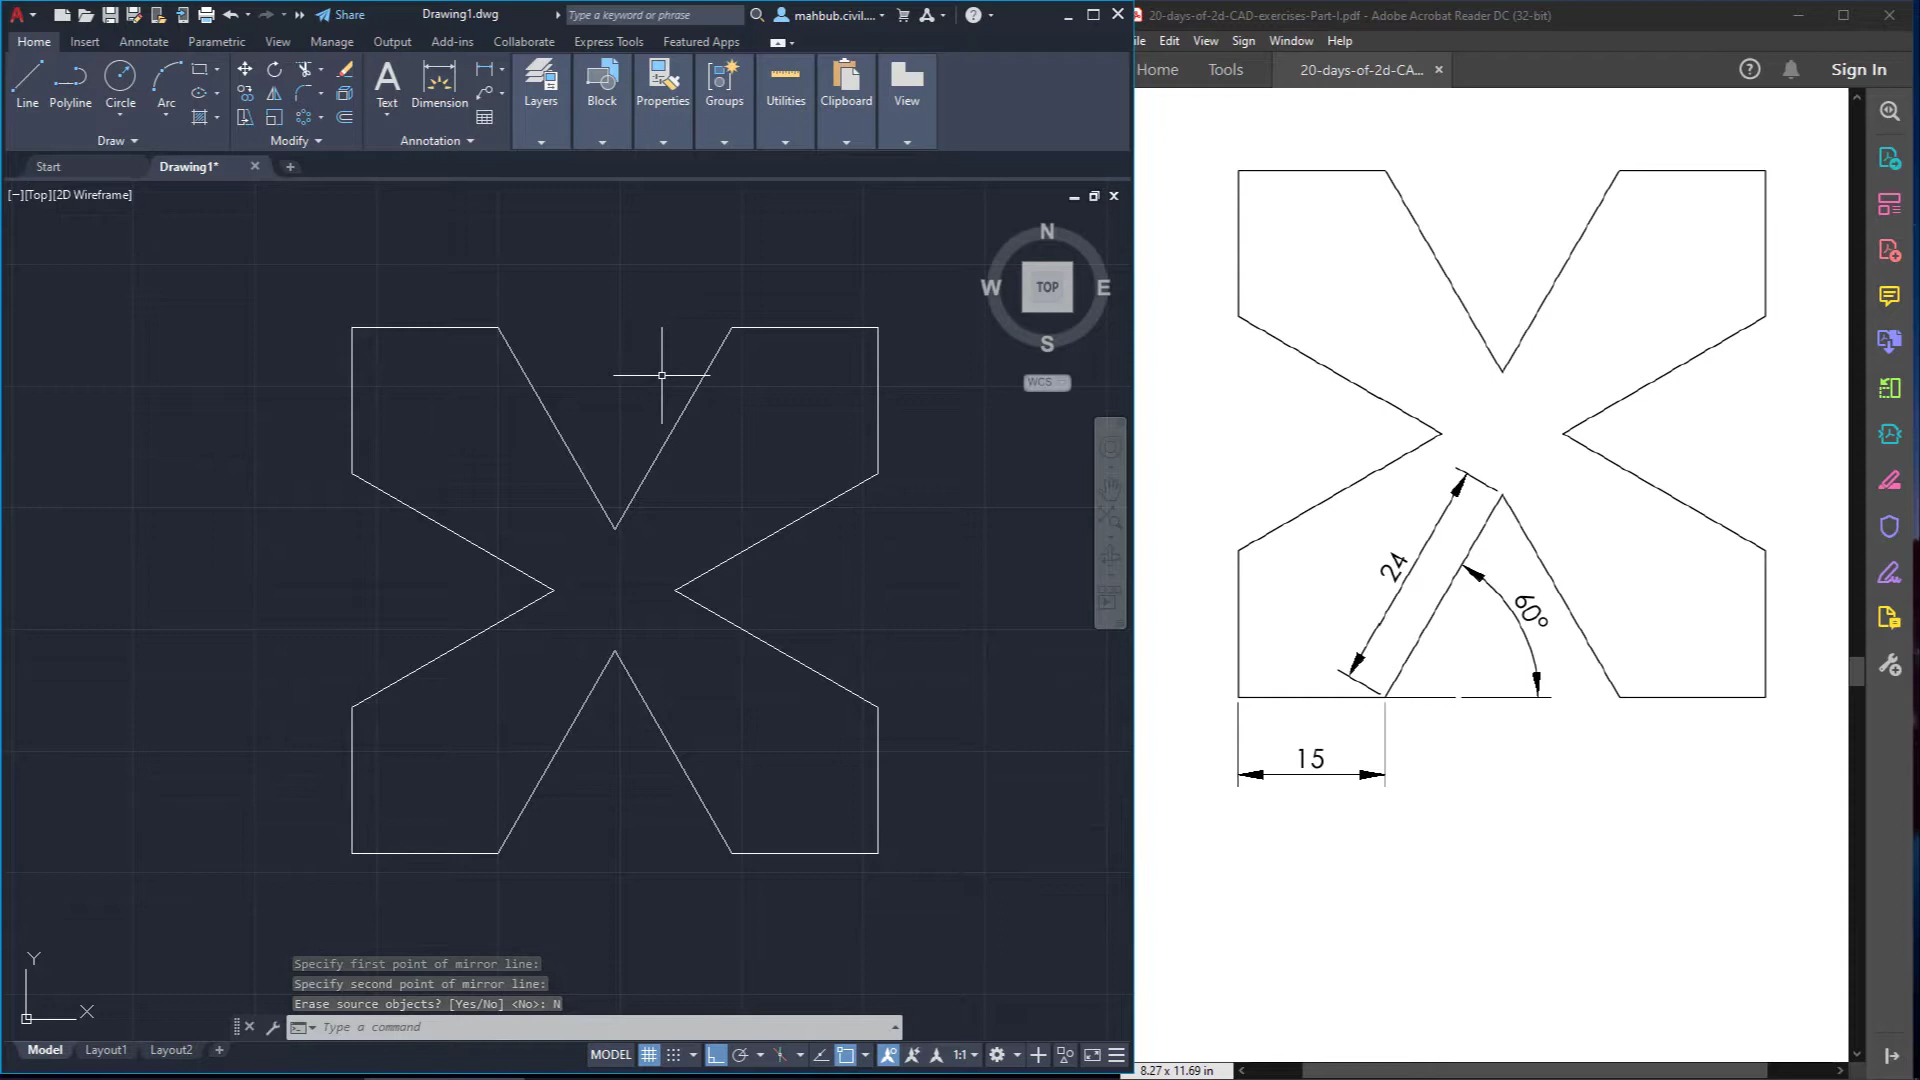 Share
Drawing1.dwg
Type a keyword or phrase
mahbub.civil....
Home Insert Annotate Parametric View Manage Output Add-ins Collaborate Express Tools Featured Apps
Line Polyline Circle Arc
Text Dimension
Layers Block Properties Groups Utilities Clipboard View
Draw Modify Annotation
Start Drawing1*
[−][Top][2D Wireframe]
N
W TOP E
S
WCS
Y
X
Specify first point of mirror line:
Specify second point of mirror line:
Erase source objects? [Yes/No] <No>: N
Type a command
Model Layout1 Layout2 +
MODEL 1:1
20-days-of-2d-CAD-exercises-Part-I.pdf - Adobe Acrobat Reader DC (32-bit)
ile Edit View Sign Window Help
Home Tools 20-days-of-2d-CA... Sign In
24
60°
15
8.27 x 11.69 in